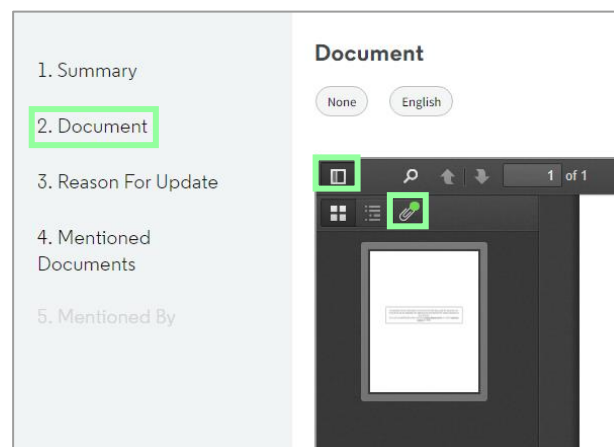 1. Summary
2. Document
3. Reason For Update
4. Mentioned
Documents
5. Mentioned By
Document
None English
1 of 1